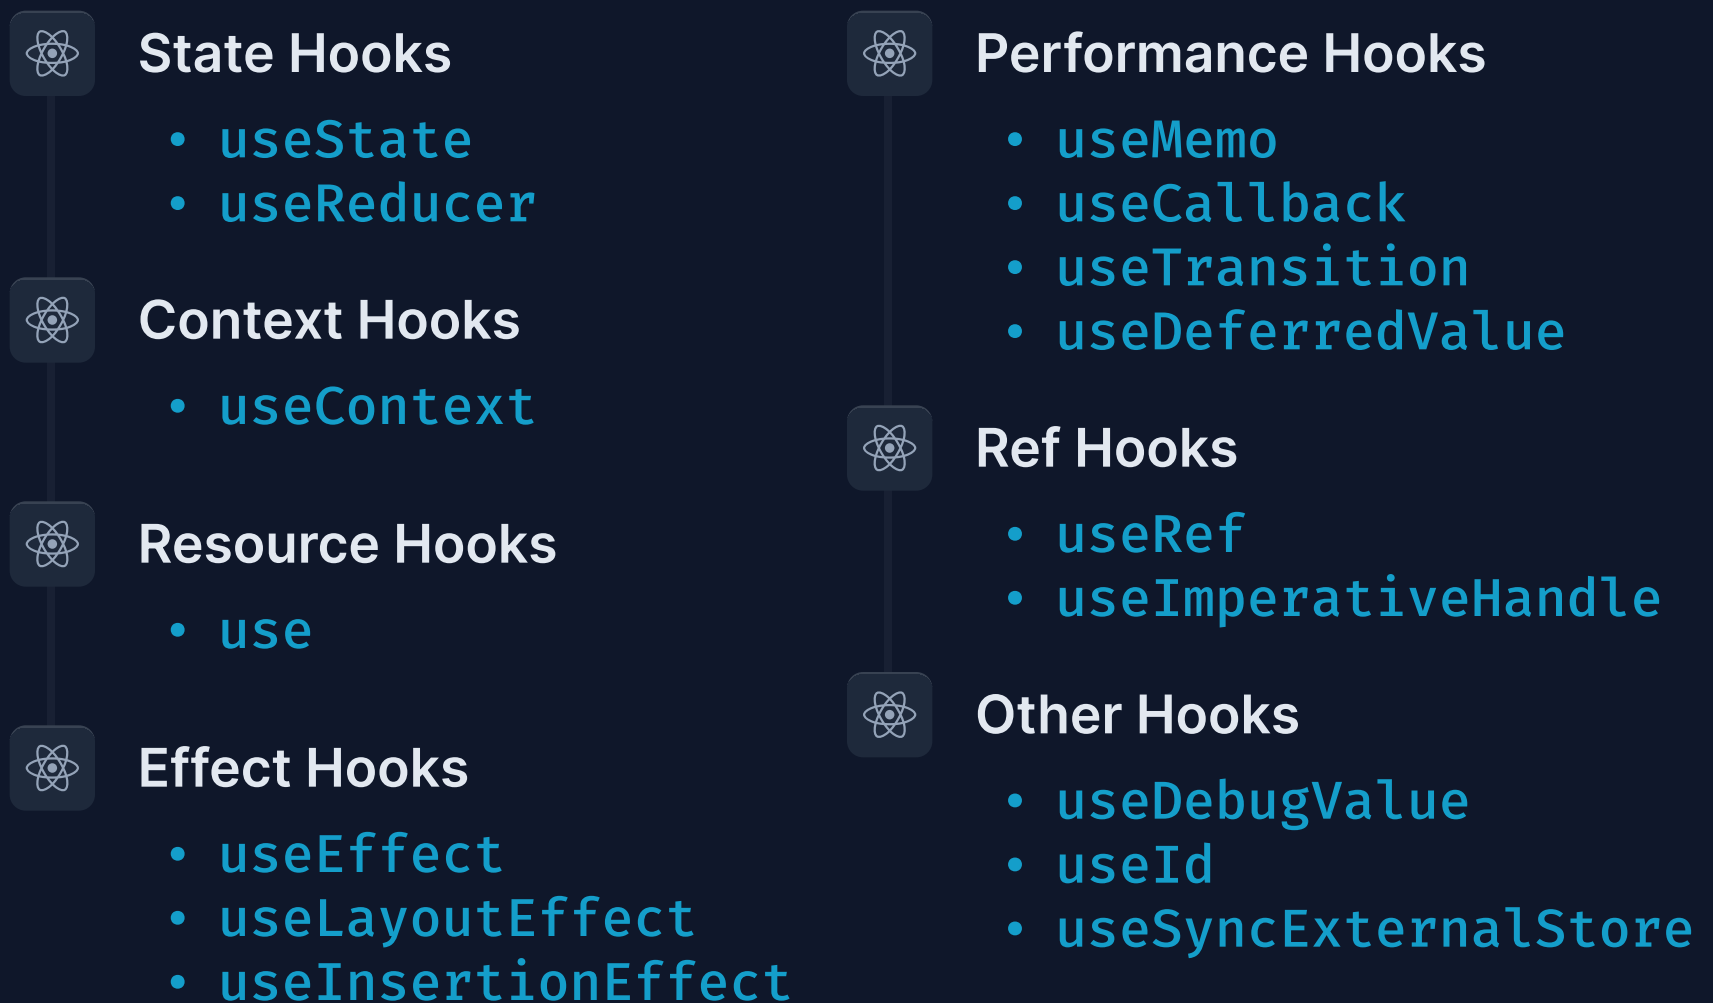 State Hooks
• useState
• useReducer
Context Hooks
• useContext
Resource Hooks
• use
Effect Hooks
• useEffect
• useLayoutEffect
• useInsertionEffect
Performance Hooks
• useMemo
• useCallback
• useTransition
• useDeferredValue
Ref Hooks
• useRef
• useImperativeHandle
Other Hooks
• useDebugValue
• useId
• useSyncExternalStore